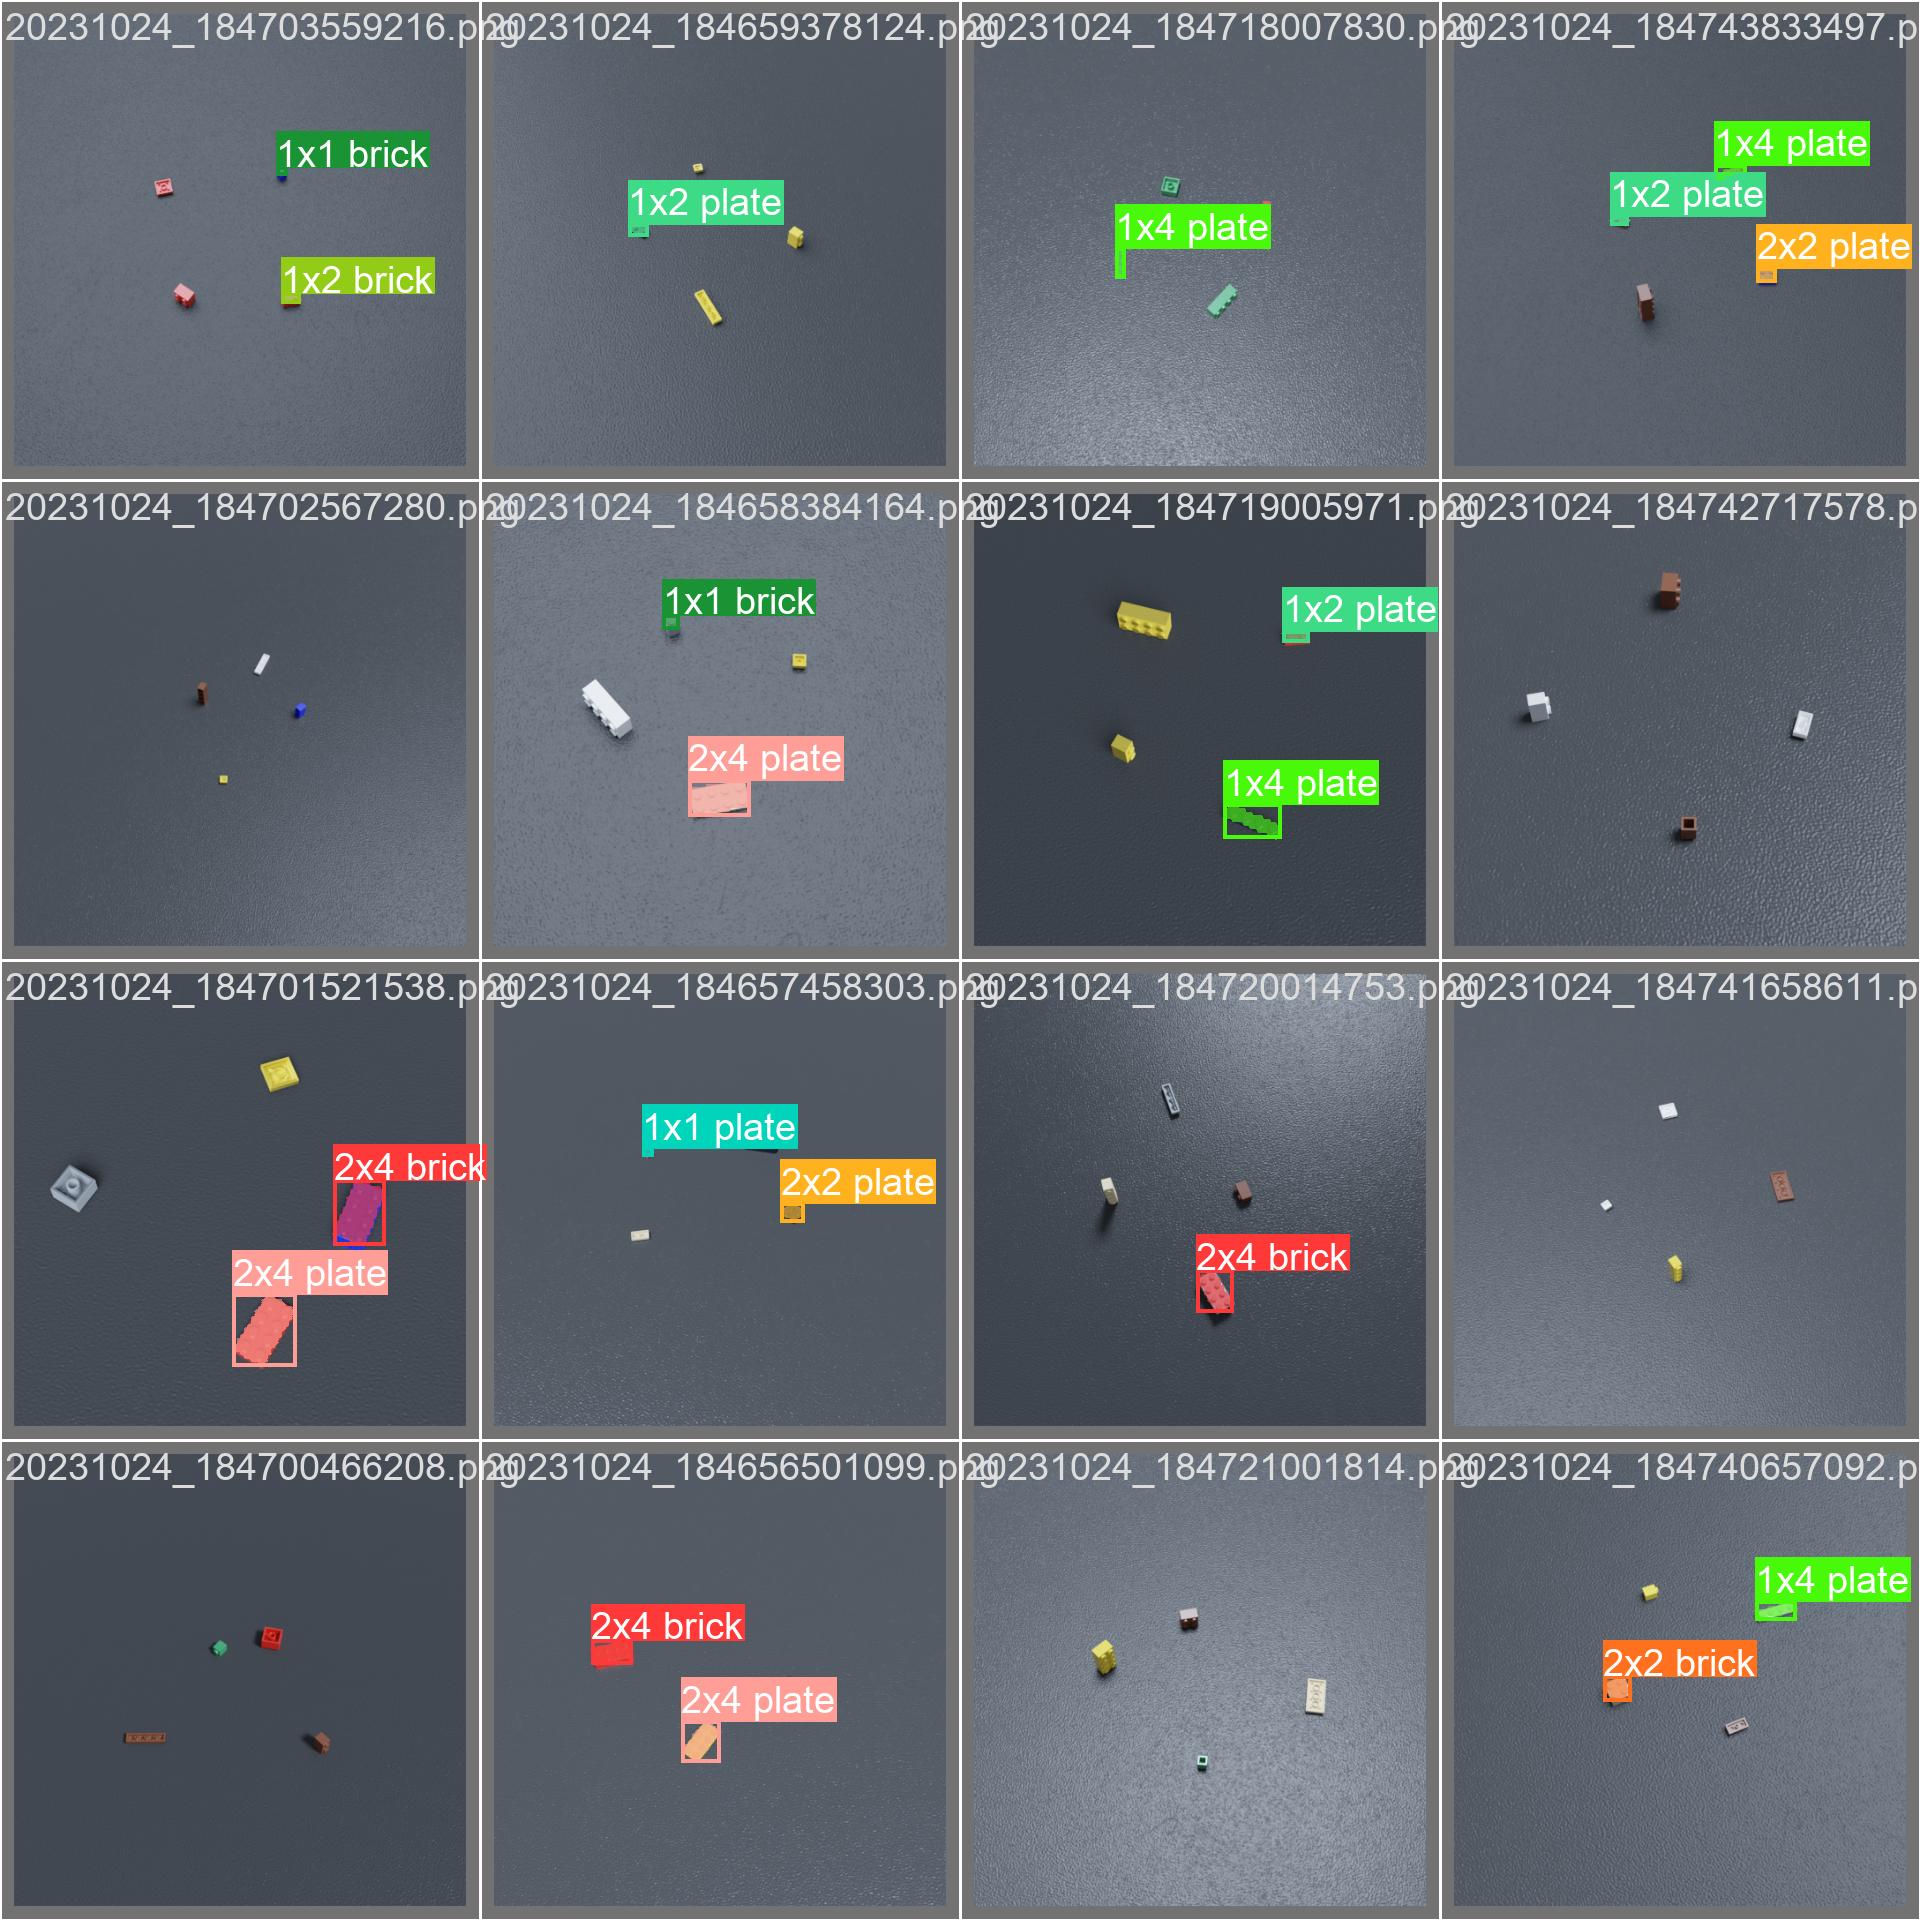 20231024_184703559216.png
20231024_184659378124.png
20231024_184718007830.png
20231024_184743833497.p
1x1 brick
1x2 brick
1x2 plate
1x4 plate
1x4 plate
1x2 plate
2x2 plate
20231024_184702567280.png
20231024_184658384164.png
20231024_184719005971.png
20231024_184742717578.p
1x1 brick
2x4 plate
1x2 plate
1x4 plate
20231024_184701521538.png
20231024_184657458303.png
20231024_184720014753.png
20231024_184741658611.p
2x4 brick
2x4 plate
1x1 plate
2x2 plate
2x4 brick
20231024_184700466208.png
20231024_184656501099.png
20231024_184721001814.png
20231024_184740657092.p
2x4 brick
2x4 plate
1x4 plate
2x2 brick